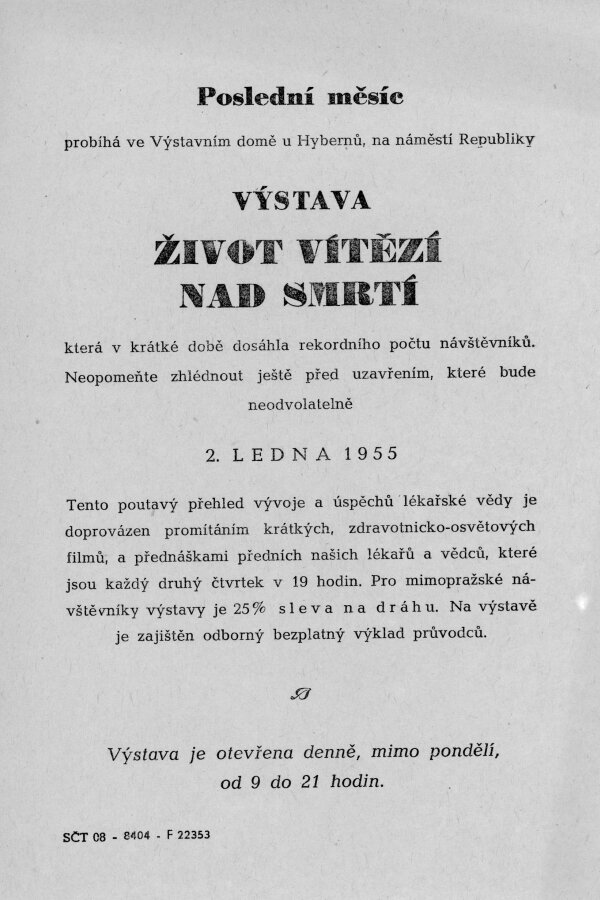 Poslední měsíc
probíhá ve Výstavním domě u Hybernů, na náměstí Republiky
VÝSTAVA
ŽIVOT VÍTĚZÍ
NAD SMRTÍ
která v krátké době dosáhla rekordního počtu návštěvníků.
Neopomeňte zhlédnout ještě před uzavřením, které bude
neodvolatelně
2. LEDNA 1955
Tento poutavý přehled vývoje a úspěchů lékařské vědy je
doprovázen promítáním krátkých, zdravotnicko-osvětových
filmů, a přednáškami předních našich lékařů a vědců, které
jsou každý druhý čtvrtek v 19 hodin. Pro mimopražské ná-
vštěvníky výstavy je 25% sleva na dráhu. Na výstavě
je zajištěn odborný bezplatný výklad průvodců.
Výstava je otevřena denně, mimo pondělí,
od 9 do 21 hodin.
SČT 08 - 8404 - F 22353